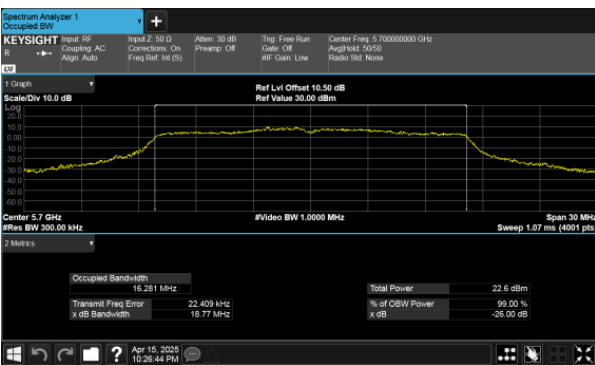 Spectrum Analyzer 1
Occupied BW
+
KEYSIGHT Input: RF Input Z: 50 Ω Atten: 30 dB Trig: Free Run Center Freq: 5.700000000 GHz
R Coupling: AC Corrections: On Preamp: Off Gate: Off Avg|Hold: 50/50
Align: Auto Freq Ref: Int (S) #IF Gain: Low Radio Std: None
LXI
1 Graph
Ref Lvl Offset 10.50 dB
Scale/Div 10.0 dB Ref Value 30.00 dBm
Log
20.0
10.0
0.00
-10.0
-20.0
-30.0
-40.0
-50.0
-60.0
Center 5.7 GHz #Video BW 1.0000 MHz Span 30 MHz
#Res BW 300.00 kHz Sweep 1.07 ms (4001 pts
2 Metrics
Occupied Bandwidth
16.281 MHz Total Power 22.6 dBm
Transmit Freq Error 22.409 kHz % of OBW Power 99.00 %
x dB Bandwidth 18.77 MHz x dB -26.00 dB
? Apr 15, 2025
10:26:44 PM